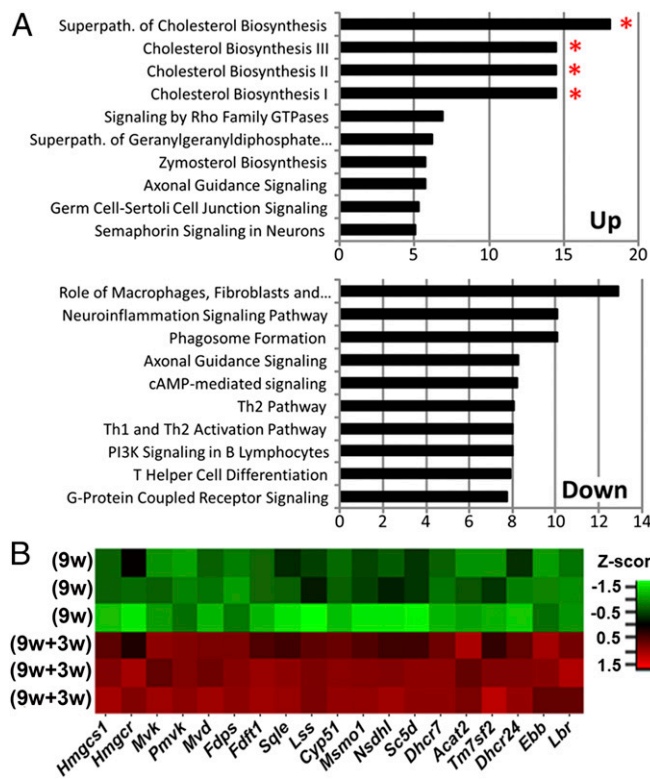 A
Superpath. of Cholesterol Biosynthesis *
Cholesterol Biosynthesis III *
Cholesterol Biosynthesis II *
Cholesterol Biosynthesis I *
Signaling by Rho Family GTPases
Superpath. of Geranylgeranyldiphosphate...
Zymosterol Biosynthesis
Axonal Guidance Signaling
Germ Cell-Sertoli Cell Junction Signaling
Semaphorin Signaling in Neurons
Up
0 5 10 15 20
Role of Macrophages, Fibroblasts and...
Neuroinflammation Signaling Pathway
Phagosome Formation
Axonal Guidance Signaling
cAMP-mediated signaling
Th2 Pathway
Th1 and Th2 Activation Pathway
PI3K Signaling in B Lymphocytes
T Helper Cell Differentiation
G-Protein Coupled Receptor Signaling
Down
0 2 4 6 8 10 12 14
B
(9w)
(9w)
(9w)
(9w+3w)
(9w+3w)
(9w+3w)
Z-score
-1.5
-0.5
0.5
1.5
Hmgcs1 Hmgcr Mvk Pmvk Mvd Fdps Fdft1 Sqle Lss Cyp51 Msmo1 Nsdhl Sc5d Dhcr7 Acat2 Tm7sf2 Dhcr24 Ebb Lbr